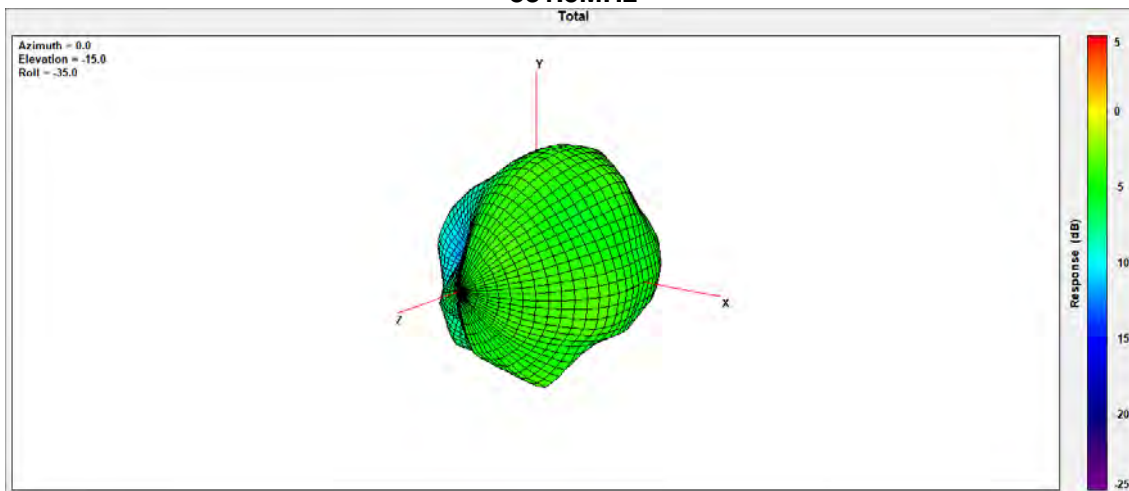 Total
Azimuth = 0.0
Elevation = -15.0
Roll = -35.0
Y
X
Z
5
0
-5
-10
-15
-20
-25
Response (dB)